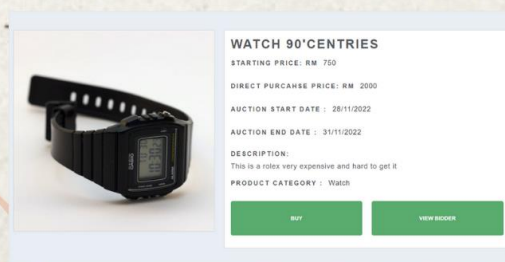 WATCH 90'CENTRIES
STARTING PRICE: RM 750
DIRECT PURCAHSE PRICE: RM 2000
AUCTION START DATE : 28/11/2022
AUCTION END DATE : 31/11/2022
DESCRIPTION:
This is a rolex very expensive and hard to get it
PRODUCT CATEGORY : Watch
BUY
VIEW BIDDER
CASIO